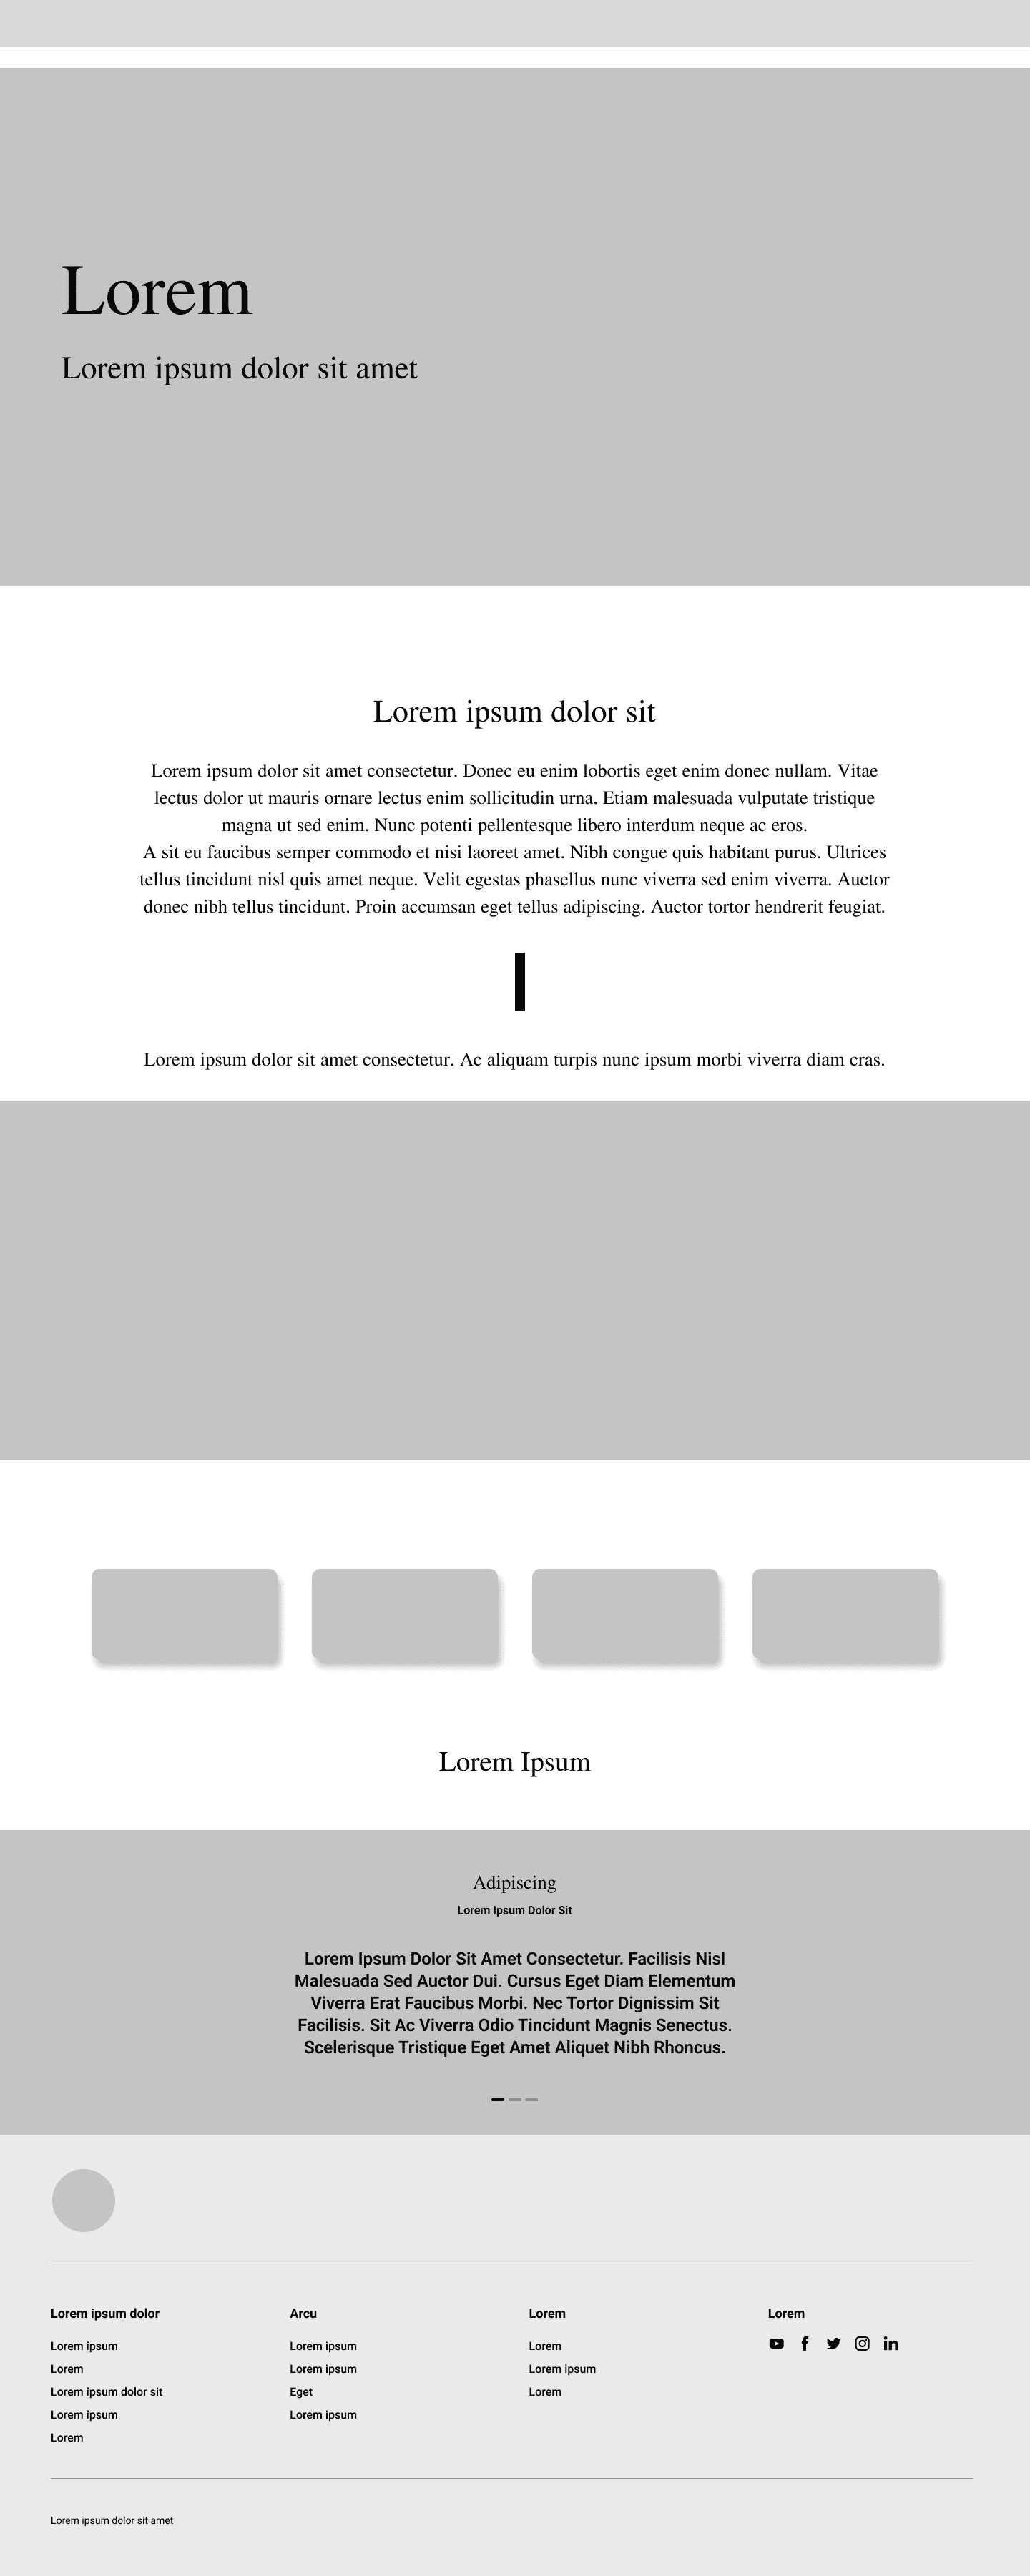 Lorem
Lorem ipsum dolor sit amet
Lorem ipsum dolor sit
Lorem ipsum dolor sit amet consectetur. Donec eu enim lobortis eget enim donec nullam. Vitae
lectus dolor ut mauris ornare lectus enim sollicitudin urna. Etiam malesuada vulputate tristique
magna ut sed enim. Nunc potenti pellentesque libero interdum neque ac eros.
A sit eu faucibus semper commodo et nisi laoreet amet. Nibh congue quis habitant purus. Ultrices
tellus tincidunt nisl quis amet neque. Velit egestas phasellus nunc viverra sed enim viverra. Auctor
donec nibh tellus tincidunt. Proin accumsan eget tellus adipiscing. Auctor tortor hendrerit feugiat.
Lorem ipsum dolor sit amet consectetur. Ac aliquam turpis nunc ipsum morbi viverra diam cras.
Lorem Ipsum
Adipiscing
Lorem Ipsum Dolor Sit
Lorem Ipsum Dolor Sit Amet Consectetur. Facilisis Nisl
Malesuada Sed Auctor Dui. Cursus Eget Diam Elementum
Viverra Erat Faucibus Morbi. Nec Tortor Dignissim Sit
Facilisis. Sit Ac Viverra Odio Tincidunt Magnis Senectus.
Scelerisque Tristique Eget Amet Aliquet Nibh Rhoncus.
Lorem ipsum dolor
Lorem ipsum
Lorem
Lorem ipsum dolor sit
Lorem ipsum
Lorem
Arcu
Lorem ipsum
Lorem ipsum
Eget
Lorem ipsum
Lorem
Lorem
Lorem ipsum
Lorem
Lorem
Lorem ipsum dolor sit amet